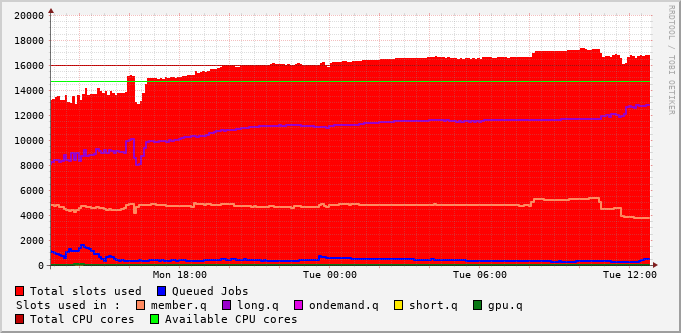 20000
18000
16000
14000
12000
10000
8000
6000
4000
2000
0
Mon 18:00 Tue 00:00 Tue 06:00 Tue 12:00
Total slots used Queued Jobs
Slots used in : member.q long.q ondemand.q short.q gpu.q
Total CPU cores Available CPU cores
RRDTOOL / TOBI OETIKER